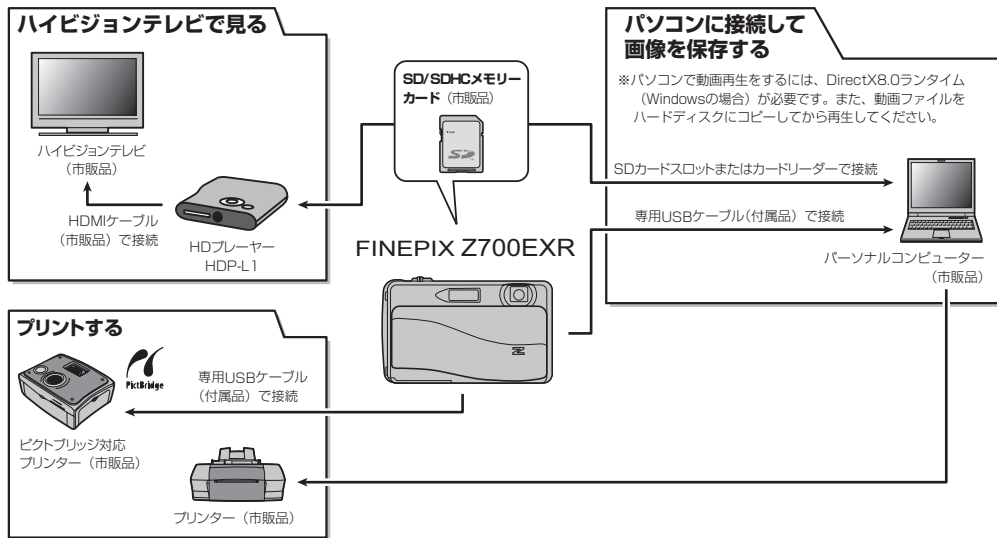 ハイビジョンテレビで見る
ハイビジョンテレビ
(市販品)
HDMIケーブル
(市販品)で接続
HDプレーヤー
HDP-L1
SD/SDHCメモリー
カード(市販品)
SD
FINEPIX Z700EXR
Z
パソコンに接続して
画像を保存する
※パソコンで動画再生をするには、DirectX8.0ランタイム
(Windowsの場合)が必要です。また、動画ファイルを
ハードディスクにコピーしてから再生してください。
SDカードスロットまたはカードリーダーで接続
専用USBケーブル(付属品)で接続
パーソナルコンピューター
(市販品)
プリントする
PictBridge
専用USBケーブル
(付属品)で接続
ピクトブリッジ対応
プリンター(市販品)
プリンター(市販品)